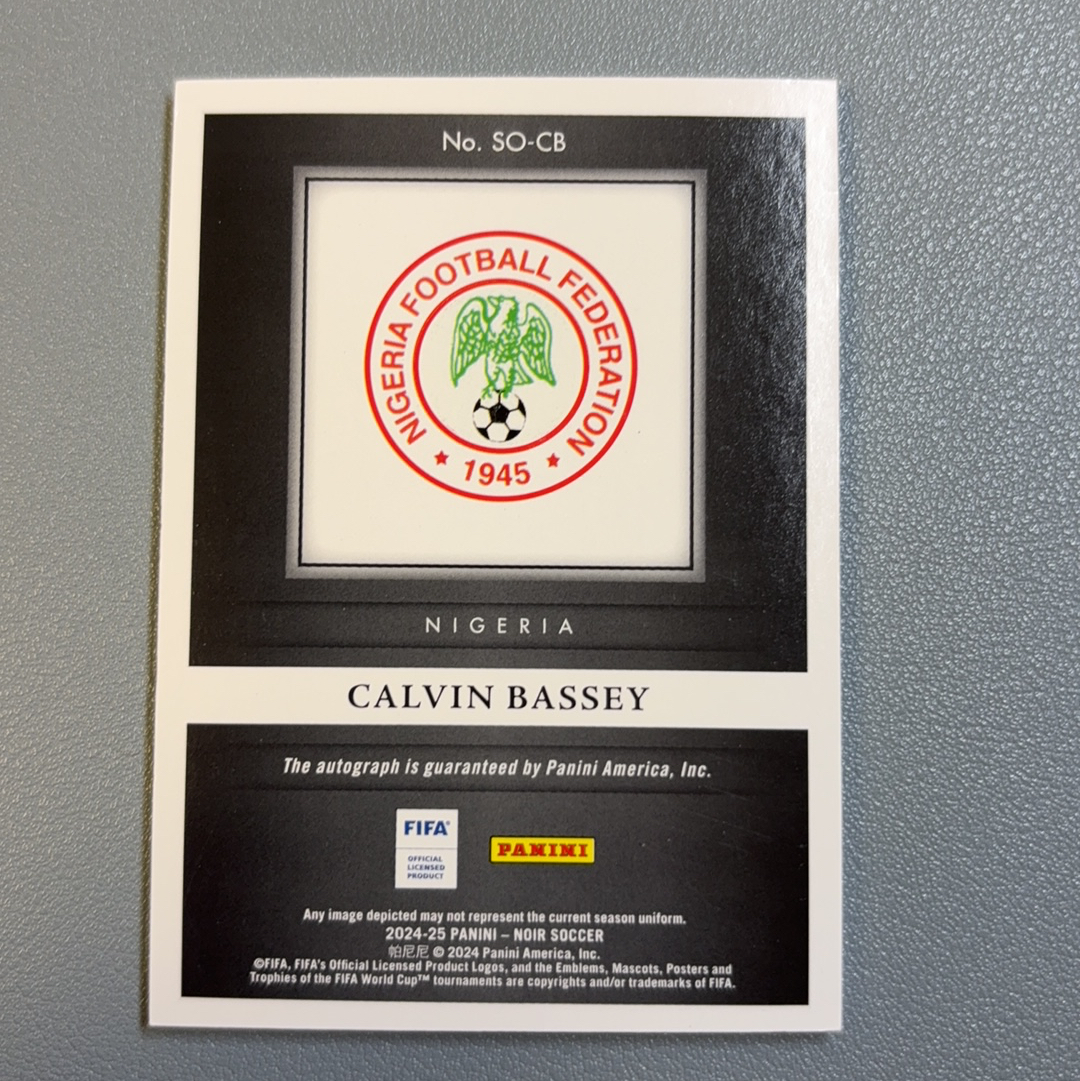 No. SO-CB
NIGERIA FOOTBALL FEDERATION
1945
NIGERIA
CALVIN BASSEY
The autograph is guaranteed by Panini America, Inc.
FIFA®
OFFICIAL
LICENSED
PRODUCT
PANINI
Any image depicted may not represent the current season uniform.
2024-25 PANINI – NOIR SOCCER
帕尼尼 © 2024 Panini America, Inc.
©FIFA, FIFA's Official Licensed Product Logos, and the Emblems, Mascots, Posters and
Trophies of the FIFA World Cup™ tournaments are copyrights and/or trademarks of FIFA.